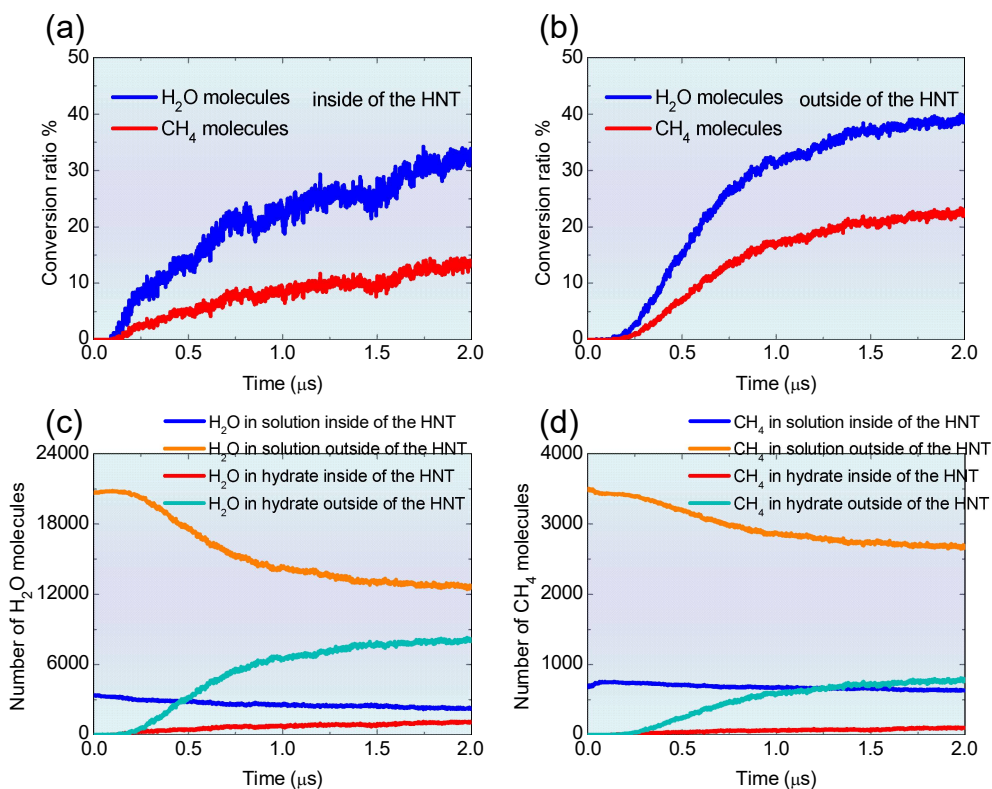 (a)
50
40
30
20
10
0
Conversion ratio %
H₂O molecules inside of the HNT
CH₄ molecules
0.0 0.5 1.0 1.5 2.0
Time (μs)
(b)
50
40
30
20
10
0
Conversion ratio %
H₂O molecules outside of the HNT
CH₄ molecules
0.0 0.5 1.0 1.5 2.0
Time (μs)
(c)
H₂O in solution inside of the HNT
H₂O in solution outside of the HNT
H₂O in hydrate inside of the HNT
H₂O in hydrate outside of the HNT
24000
18000
12000
6000
0
Number of H₂O molecules
0.0 0.5 1.0 1.5 2.0
Time (μs)
(d)
CH₄ in solution inside of the HNT
CH₄ in solution outside of the HNT
CH₄ in hydrate inside of the HNT
CH₄ in hydrate outside of the HNT
4000
3000
2000
1000
0
Number of CH₄ molecules
0.0 0.5 1.0 1.5 2.0
Time (μs)